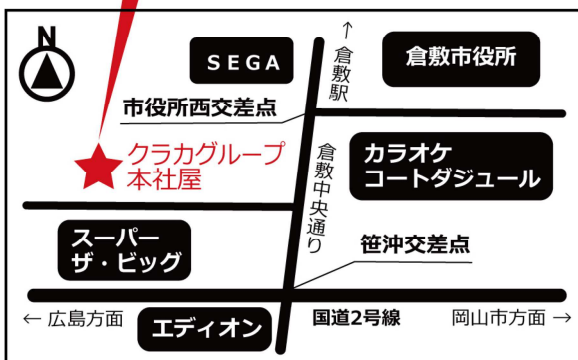 N
SEGA
↑倉敷駅
倉敷市役所
市役所西交差点
クラカグループ
本社屋
倉敷中央通り
カラオケ
コートダジュール
スーパー
ザ・ビッグ
笹沖交差点
← 広島方面
エディオン
国道2号線
岡山市方面 →